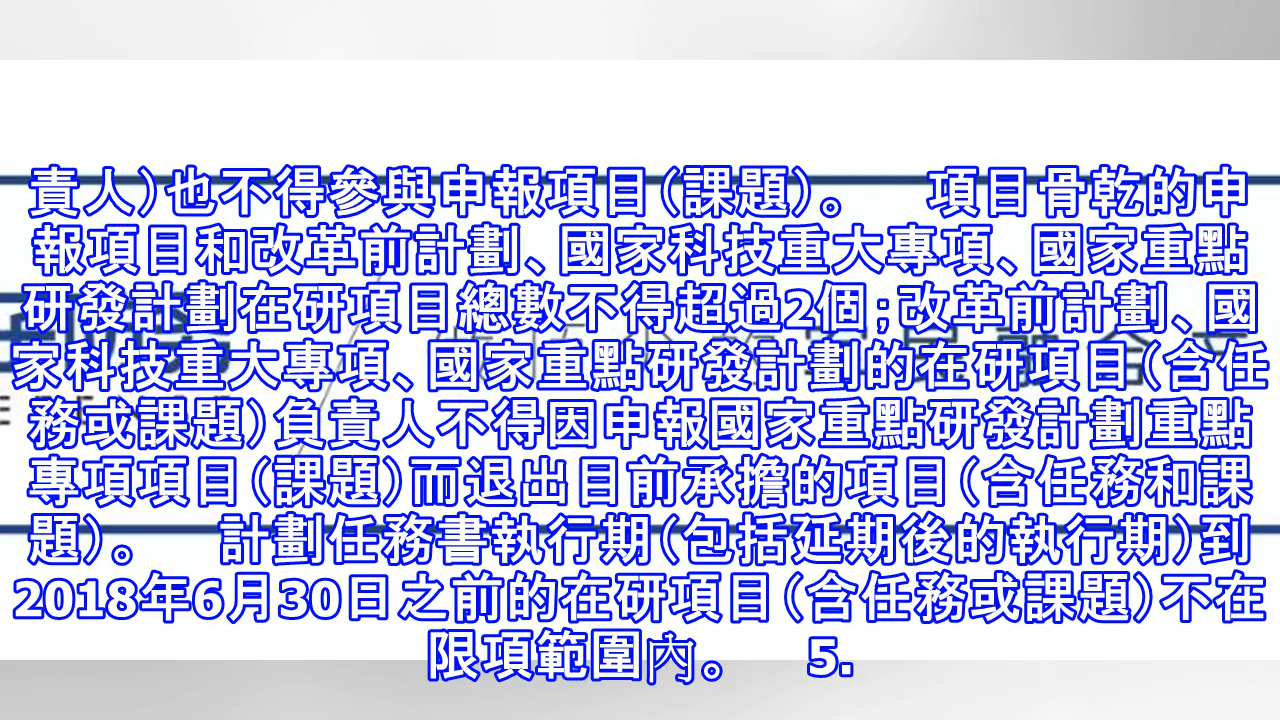 責人)也不得參與申報項目(課題)。 項目骨乾的申
報項目和改革前計劃、國家科技重大專項、國家重點
研發計劃在研項目總數不得超過2個;改革前計劃、國
家科技重大專項、國家重點研發計劃的在研項目(含任
務或課題)負責人不得因申報國家重點研發計劃重點
專項項目(課題)而退出目前承擔的項目(含任務和課
題)。 計劃任務書執行期(包括延期後的執行期)到
2018年6月30日之前的在研項目(含任務或課題)不在
限項範圍內。 5.